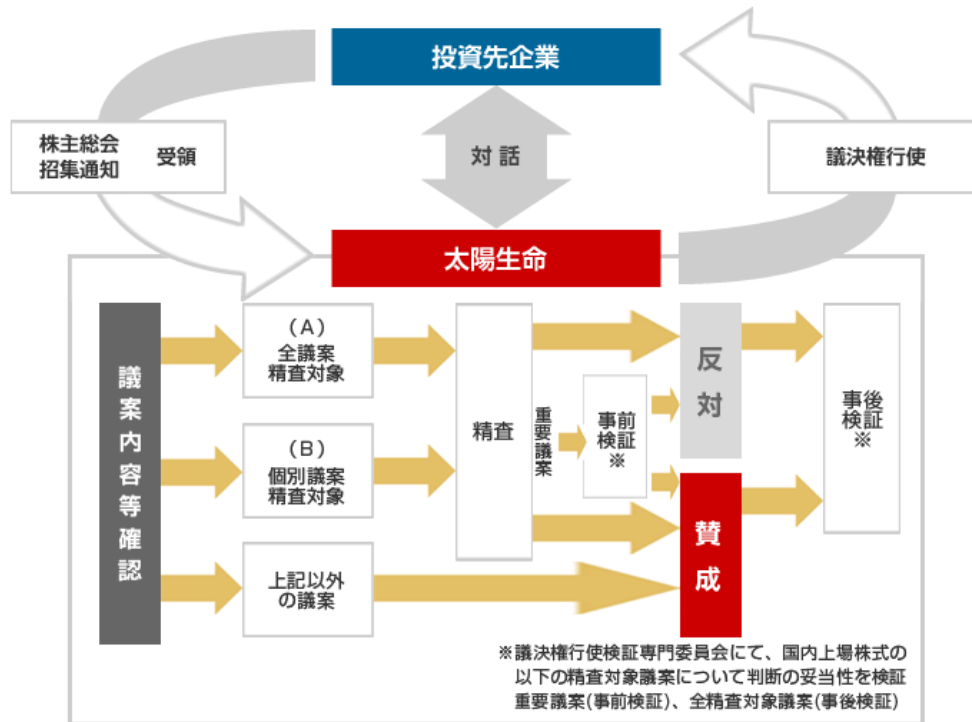 投資先企業
株主総会
招集通知
受領
対話
議決権行使
太陽生命
議案内容等確認
(A)
全議案
精査対象
(B)
個別議案
精査対象
上記以外
の議案
精査
重要議案
事前
検証
※
反対
賛成
事後
検証
※
※議決権行使検証専門委員会にて、国内上場株式の
以下の精査対象議案について判断の妥当性を検証
重要議案(事前検証)、全精査対象議案(事後検証)